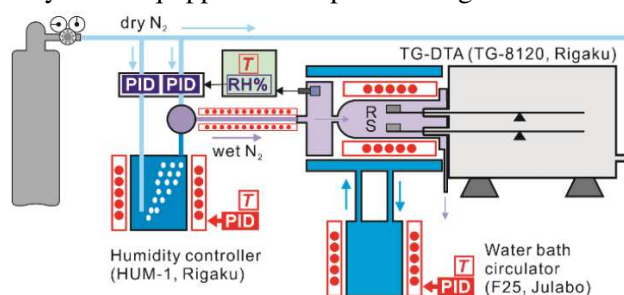 dry N₂
TG-DTA (TG-8120, Rigaku)
T
PID PID
RH%
R
S
wet N₂
T
PID
Humidity controller
(HUM-1, Rigaku)
T
PID
Water bath
circulator
(F25, Julabo)